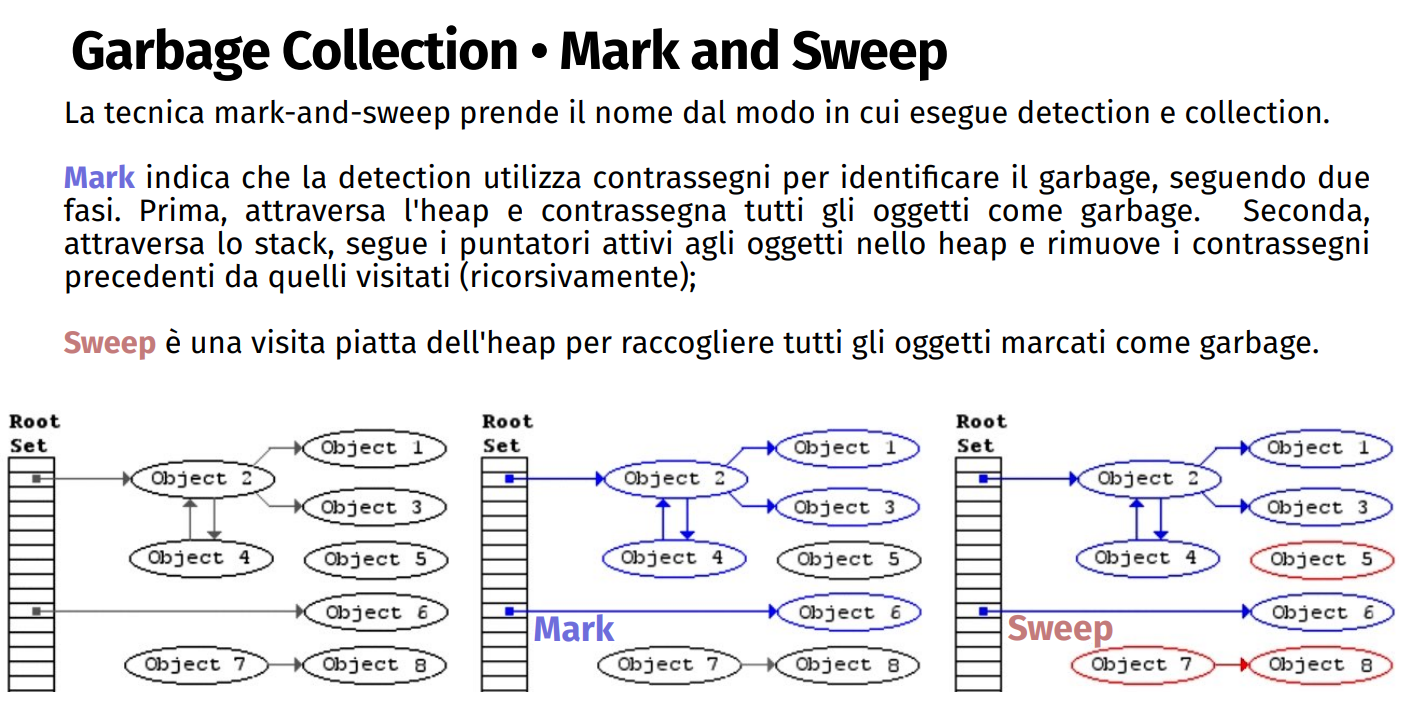 Garbage Collection • Mark and Sweep
La tecnica mark-and-sweep prende il nome dal modo in cui esegue detection e collection.
Mark indica che la detection utilizza contrassegni per identificare il garbage, seguendo due
fasi. Prima, attraversa l'heap e contrassegna tutti gli oggetti come garbage. Seconda,
attraversa lo stack, segue i puntatori attivi agli oggetti nello heap e rimuove i contrassegni
precedenti da quelli visitati (ricorsivamente);
Sweep è una visita piatta dell'heap per raccogliere tutti gli oggetti marcati come garbage.
Root
Set
Object 1
Object 2
Object 3
Object 4
Object 5
Object 6
Object 7
Object 8
Root
Set
Object 1
Object 2
Object 3
Object 4
Object 5
Object 6
Mark
Object 7
Object 8
Root
Set
Object 1
Object 2
Object 3
Object 4
Object 5
Object 6
Sweep
Object 7
Object 8